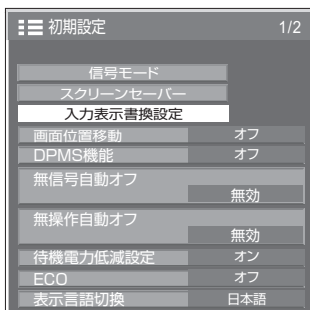 初期設定 1/2
信号モード
スクリーンセーバー
入力表示書換設定
画面位置移動 オフ
DPMS機能 オフ
無信号自動オフ
無効
無操作自動オフ
無効
待機電力低減設定 オン
ECO オフ
表示言語切換 日本語